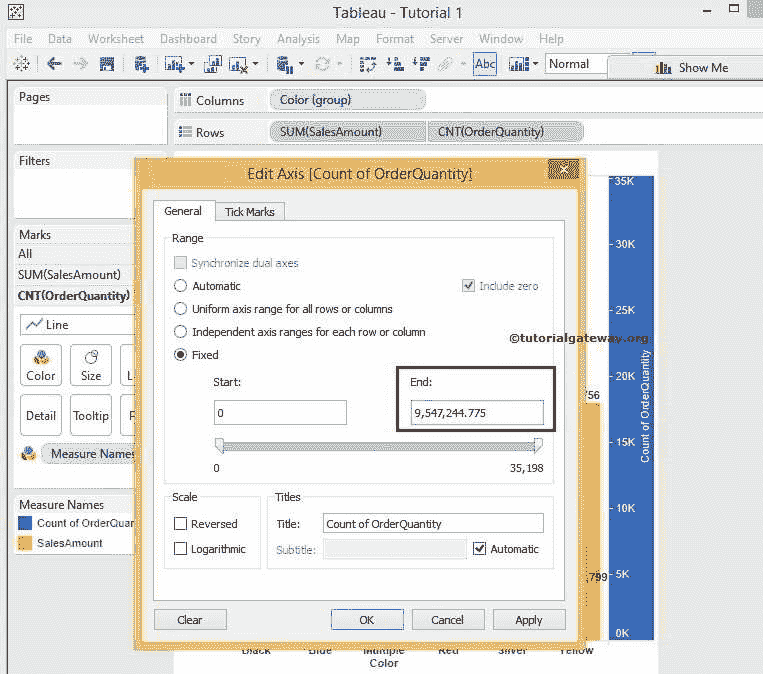 Tableau - Tutorial 1
File Data Worksheet Dashboard Story Analysis Map Format Server Window Help
Abc Normal Show Me
Pages
Columns Color (group)
Rows SUM(SalesAmount) CNT(OrderQuantity)
Filters
Marks
All
SUM(SalesAmount)
CNT(OrderQuantity)
Line
Color Size L
Detail Tooltip
Measure Names
Measure Names
Count of OrderQuar
SalesAmount
Edit Axis [Count of OrderQuantity]
General Tick Marks
Range
Synchronize dual axes
Automatic Include zero
Uniform axis range for all rows or columns
Independent axis ranges for each row or column
Fixed
Start: End:
0 9,547,244.775
0 35,198
Scale Titles
Reversed Title: Count of OrderQuantity
Logarithmic Subtitle: Automatic
Clear OK Cancel Apply
©tutorialgateway.org
35K
30K
25K
20K
15K
10K
5K
0K
Count of OrderQuantity
756
,799
Black Blue Multiple Red Silver Yellow
Color